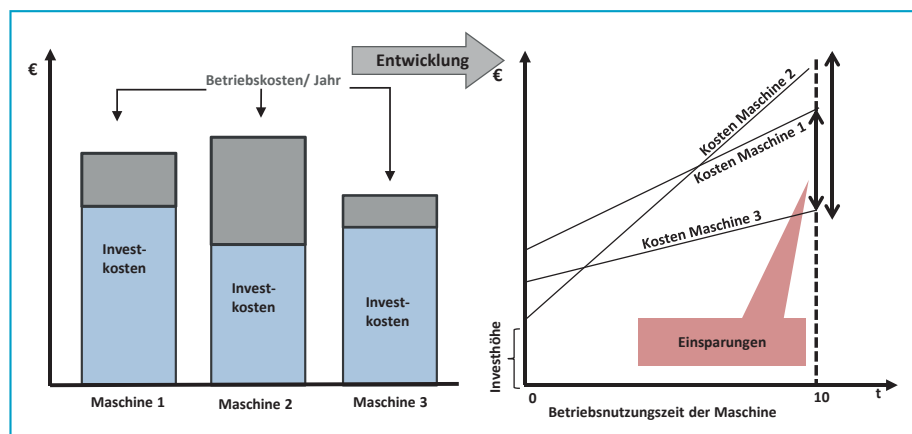 €
Betriebskosten/ Jahr
Invest-
kosten
Invest-
kosten
Invest-
kosten
Maschine 1
Maschine 2
Maschine 3
Entwicklung
€
Kosten Maschine 2
Kosten Maschine 1
Kosten Maschine 3
Einsparungen
Investhöhe
0
10
t
Betriebsnutzungszeit der Maschine